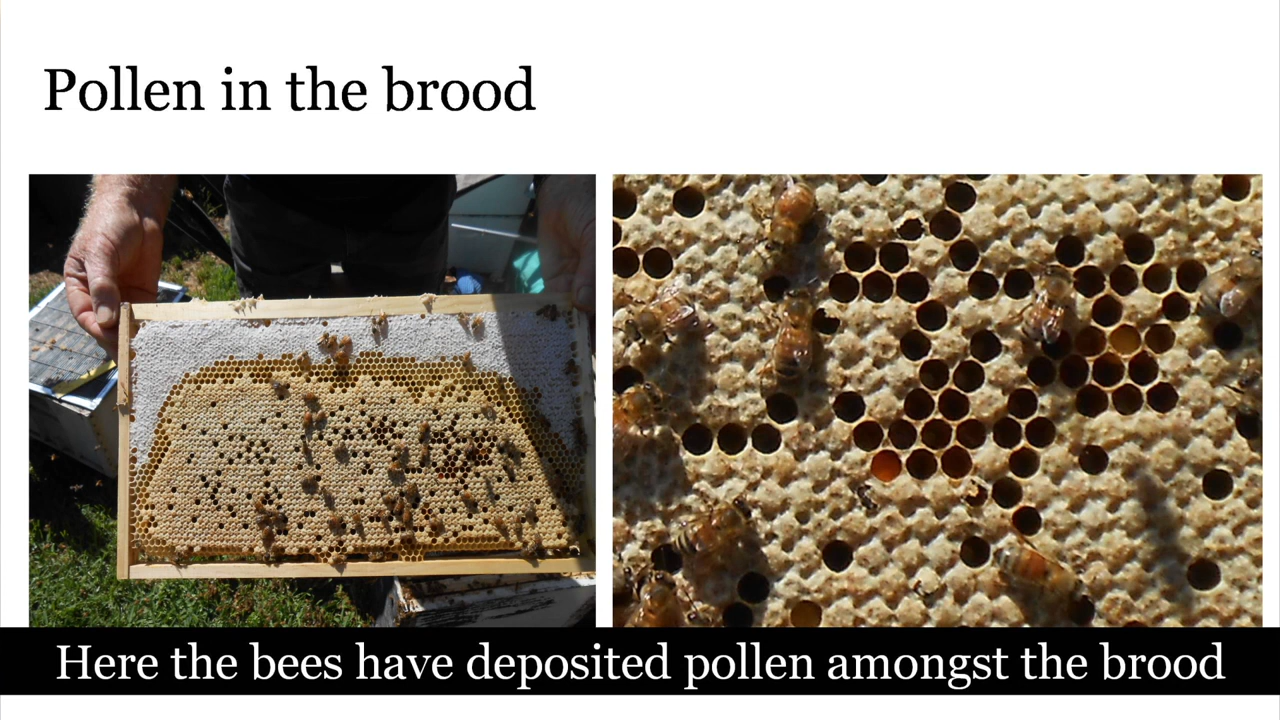 Pollen in the brood
Here the bees have deposited pollen amongst the brood